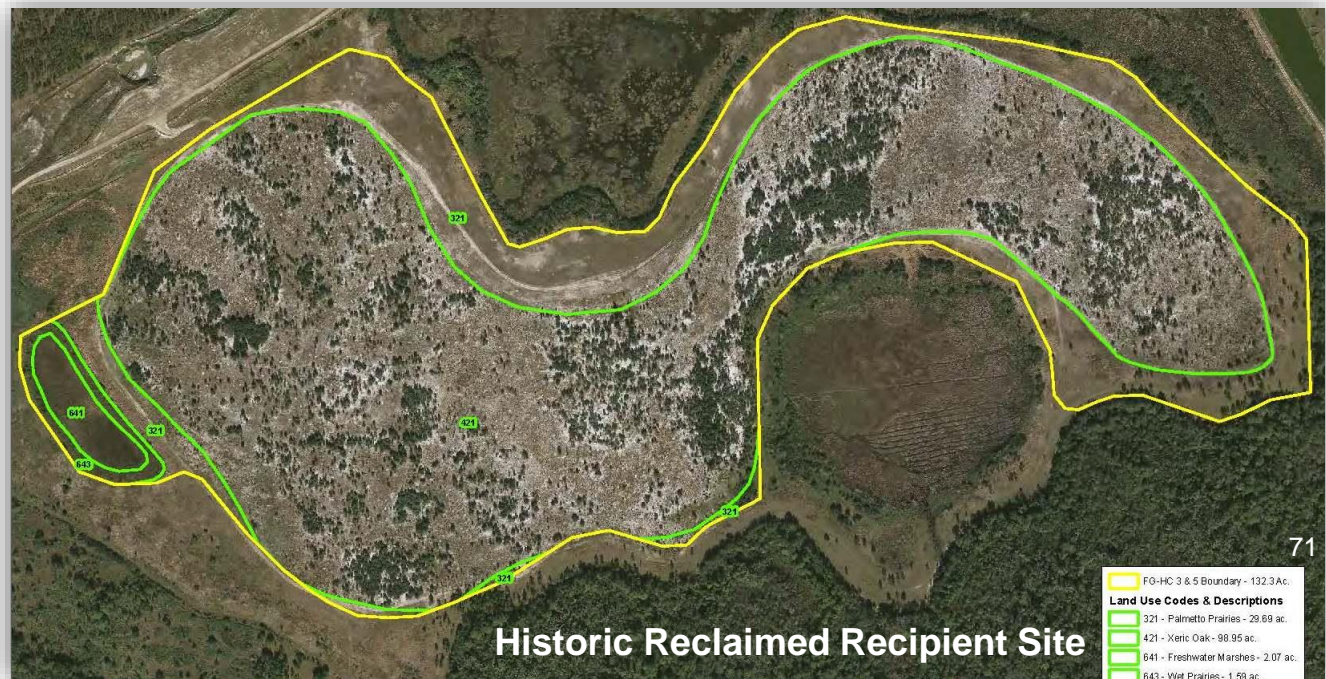 321
421
641
321
643
321
321
71
FG-HC 3 & 5 Boundary - 132.3 Ac.
Land Use Codes & Descriptions
321 - Palmetto Prairies - 29.69 ac.
421 - Xeric Oak - 98.95 ac.
641 - Freshwater Marshes - 2.07 ac.
643 - Wet Prairies - 1.59 ac.
Historic Reclaimed Recipient Site